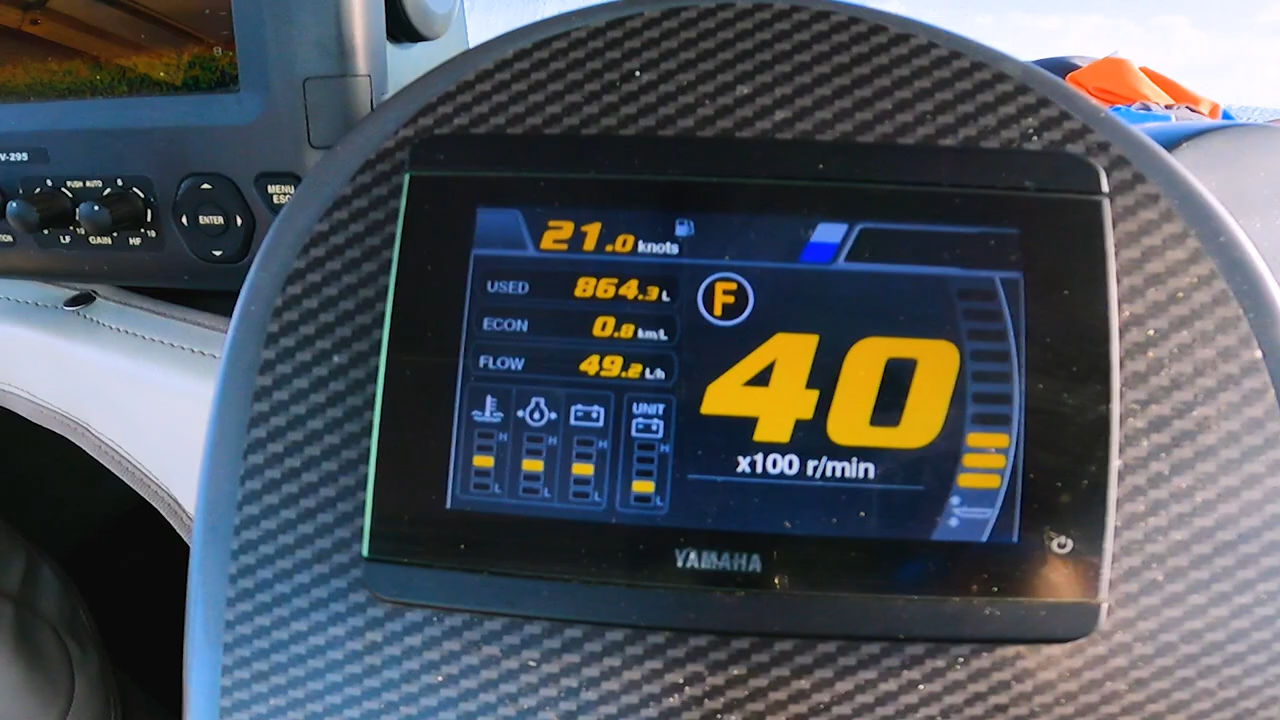 V-295
PUSH AUTO
LF GAIN HF
ENTER
MENU
ESC
21.0 knots
USED 864.3 L
F
ECON 0.8 km/L
FLOW 49.2 L/h
40
x100 r/min
UNIT
H H H H
L L L L
YAMAHA